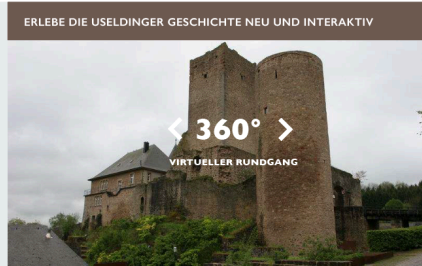 ERLEBE DIE USELDINGER GESCHICHTE NEU UND INTERAKTIV
360°
VIRTUELLER RUNDGANG